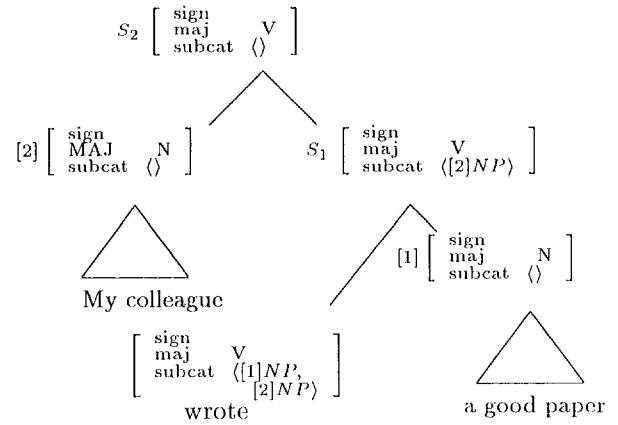 S₂ [ sign
maj V
subcat ⟨⟩ ]
[2] [ sign
MAJ N
subcat ⟨⟩ ]
S₁ [ sign
maj V
subcat ⟨[2]NP⟩ ]
My colleague
[1] [ sign
maj N
subcat ⟨⟩ ]
[ sign
maj V
subcat ⟨[1]NP,
[2]NP⟩ ]
wrote
a good paper